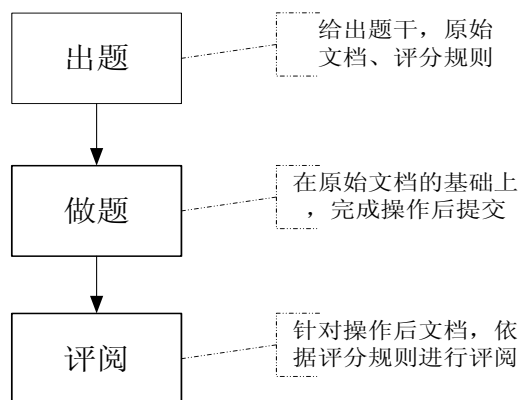 出题
给出题干，原始
文档、评分规则
做题
在原始文档的基础上
，完成操作后提交
评阅
针对操作后文档，依
据评分规则进行评阅